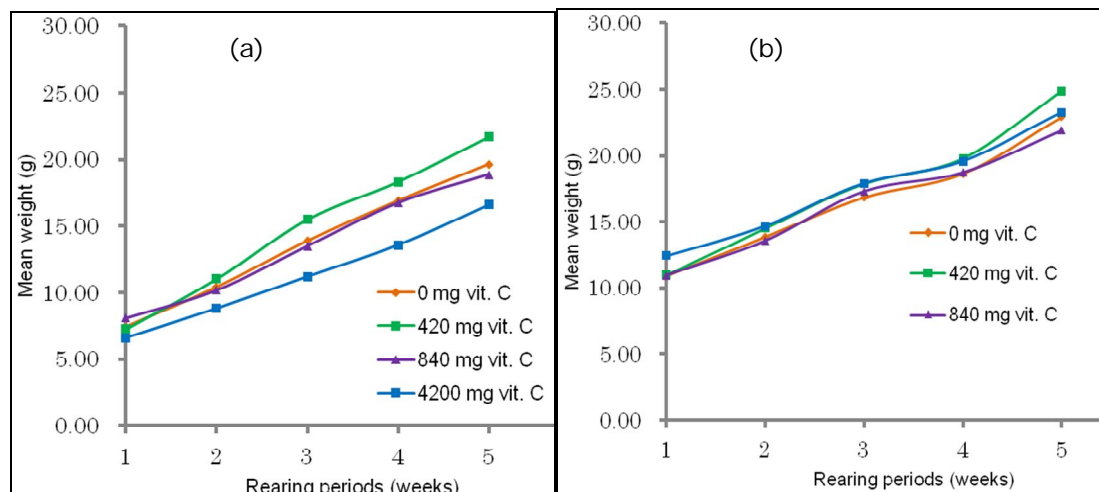 (a)
30.00
25.00
20.00
15.00
10.00
5.00
0.00
Mean weight (g)
1 2 3 4 5
Rearing periods (weeks)
0 mg vit. C
420 mg vit. C
840 mg vit. C
4200 mg vit. C
(b)
30.00
25.00
20.00
15.00
10.00
5.00
0.00
Mean weight (g)
1 2 3 4 5
Rearing periods (weeks)
0 mg vit. C
420 mg vit. C
840 mg vit. C